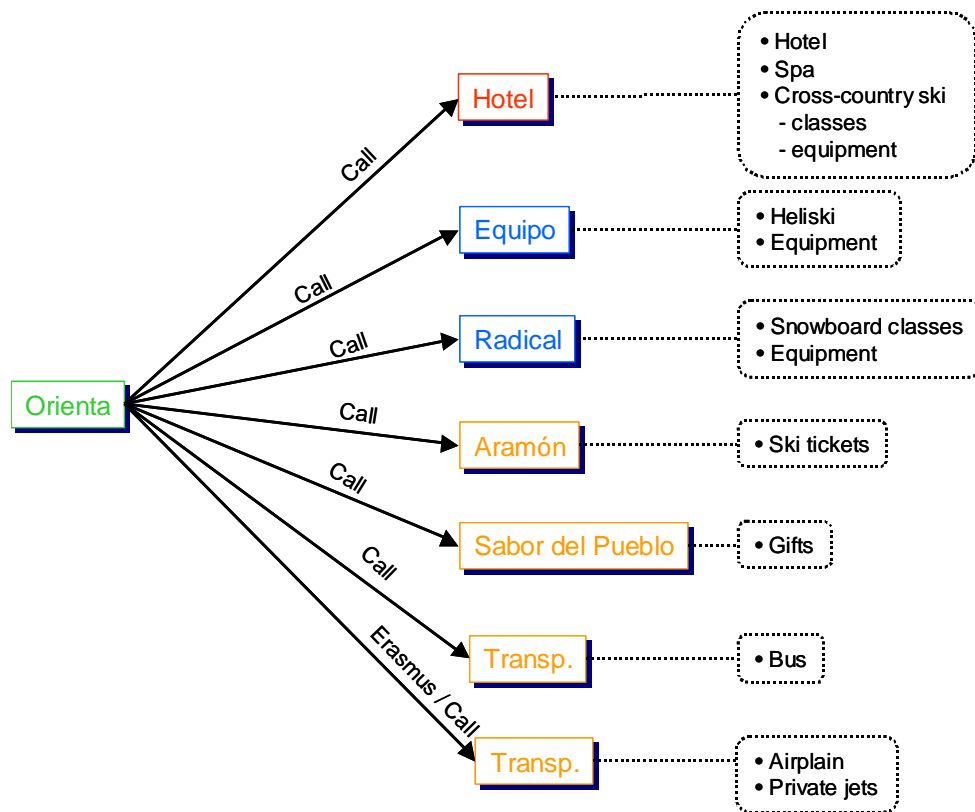 • Hotel
• Spa
• Cross-country ski
- classes
- equipment
Hotel
Call
• Heliski
• Equipment
Equipo
Call
• Snowboard classes
• Equipment
Radical
Call
Orienta
Call
Aramón
• Ski tickets
Call
Sabor del Pueblo
• Gifts
Call
Transp.
• Bus
Erasmus / Call
Transp.
• Airplain
• Private jets